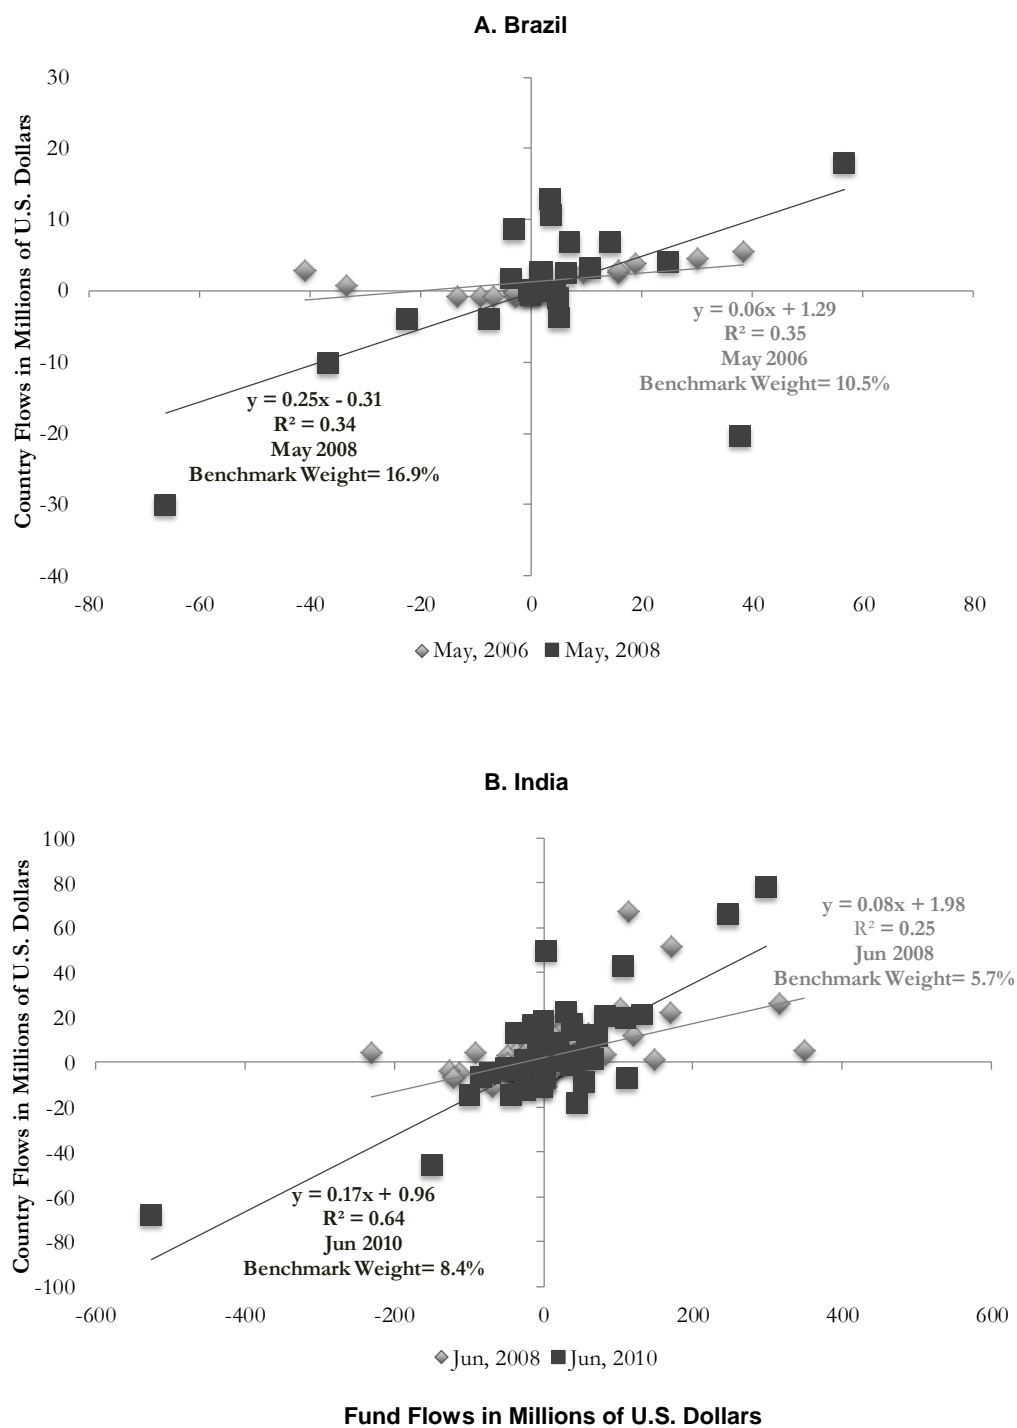 A. Brazil
Country Flows in Millions of U.S. Dollars
30
20
10
0
-10
-20
-30
-40
y = 0.06x + 1.29
R² = 0.35
May 2006
Benchmark Weight= 10.5%
y = 0.25x - 0.31
R² = 0.34
May 2008
Benchmark Weight= 16.9%
-80 -60 -40 -20 0 20 40 60 80
May, 2006 May, 2008
B. India
Country Flows in Millions of U.S. Dollars
100
80
60
40
20
0
-20
-40
-60
-80
-100
y = 0.08x + 1.98
R² = 0.25
Jun 2008
Benchmark Weight= 5.7%
y = 0.17x + 0.96
R² = 0.64
Jun 2010
Benchmark Weight= 8.4%
-600 -400 -200 0 200 400 600
Jun, 2008 Jun, 2010
Fund Flows in Millions of U.S. Dollars